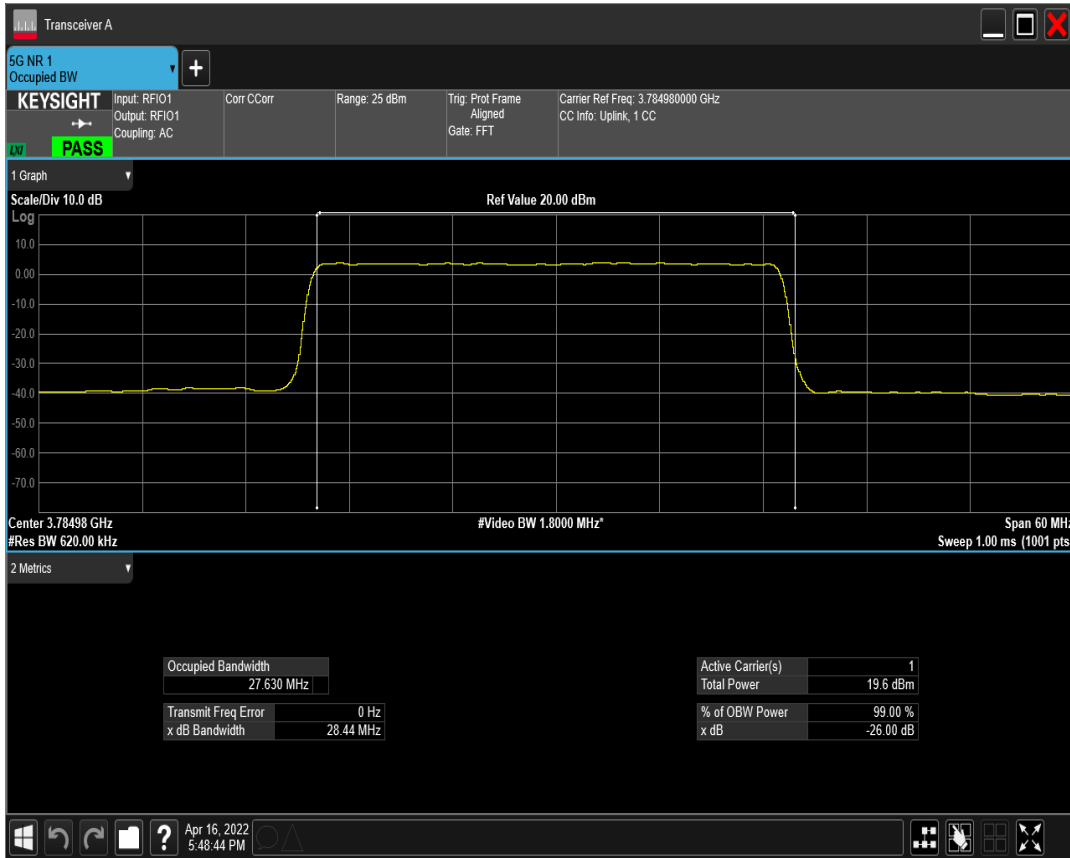 Transceiver A
5G NR 1
Occupied BW
+
KEYSIGHT
LXI
PASS
Input: RFIO1
Output: RFIO1
Coupling: AC
Corr CCorr
Range: 25 dBm
Trig: Prot Frame
Aligned
Gate: FFT
Carrier Ref Freq: 3.784980000 GHz
CC Info: Uplink, 1 CC
1 Graph
Scale/Div 10.0 dB
Ref Value 20.00 dBm
Log
10.0
0.00
-10.0
-20.0
-30.0
-40.0
-50.0
-60.0
-70.0
Center 3.78498 GHz
#Video BW 1.8000 MHz*
Span 60 MHz
#Res BW 620.00 kHz
Sweep 1.00 ms (1001 pts
2 Metrics
Occupied Bandwidth
27.630 MHz
Transmit Freq Error 0 Hz
x dB Bandwidth 28.44 MHz
Active Carrier(s) 1
Total Power 19.6 dBm
% of OBW Power 99.00 %
x dB -26.00 dB
?
Apr 16, 2022
5:48:44 PM